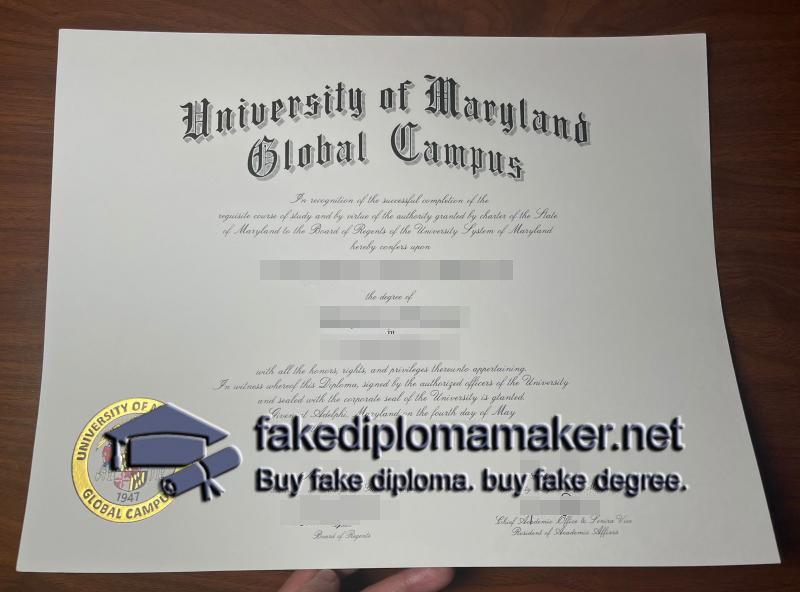 University of Maryland
Global Campus
In recognition of the successful completion of the
requisite course of study and by virtue of the authority granted by charter of the State
of Maryland to the Board of Regents of the University System of Maryland
hereby confers upon
the degree of
in
with all the honors, rights, and privileges thereunto appertaining.
In witness whereof this Diploma, signed by the authorized officers of the University
and sealed with the corporate seal of the University is granted.
Given at Adelphi, Maryland on the fourth day of May
UNIVERSITY OF
1947
GLOBAL CAMPUS
fakediplomamaker.net
Buy fake diploma. buy fake degree.
Board of Regents
Chief Academic Office & Senior Vice
President of Academic Affairs